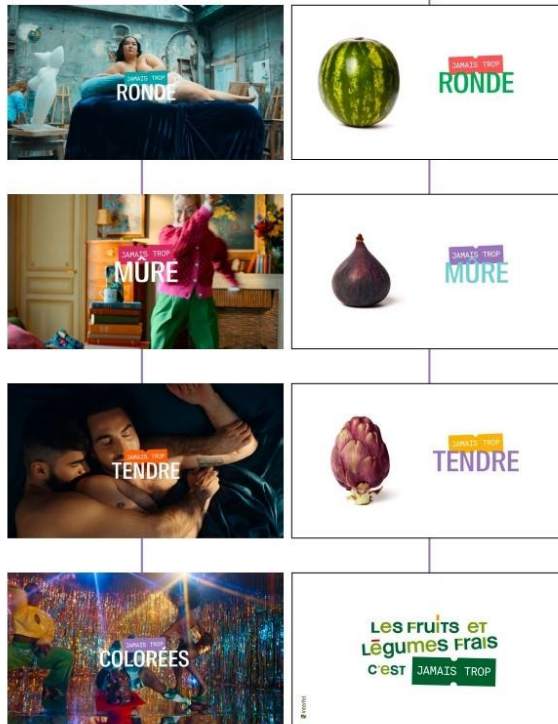 JAMAIS TROP
RONDE
JAMAIS TROP
RONDE
JAMAIS TROP
MÛRE
JAMAIS TROP
MÛRE
JAMAIS TROP
TENDRE
JAMAIS TROP
TENDRE
JAMAIS TROP
COLORÉES
Les Fruits et
Légumes Frais
c'est JAMAIS TROP
interfel